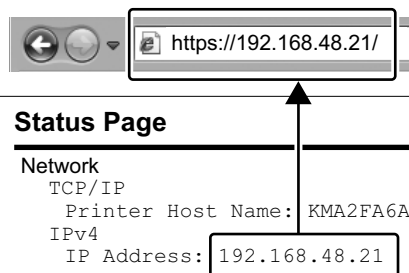 https://192.168.48.21/
Status Page
Network
TCP/IP
Printer Host Name: KMA2FA6A
IPv4
IP Address: 192.168.48.21